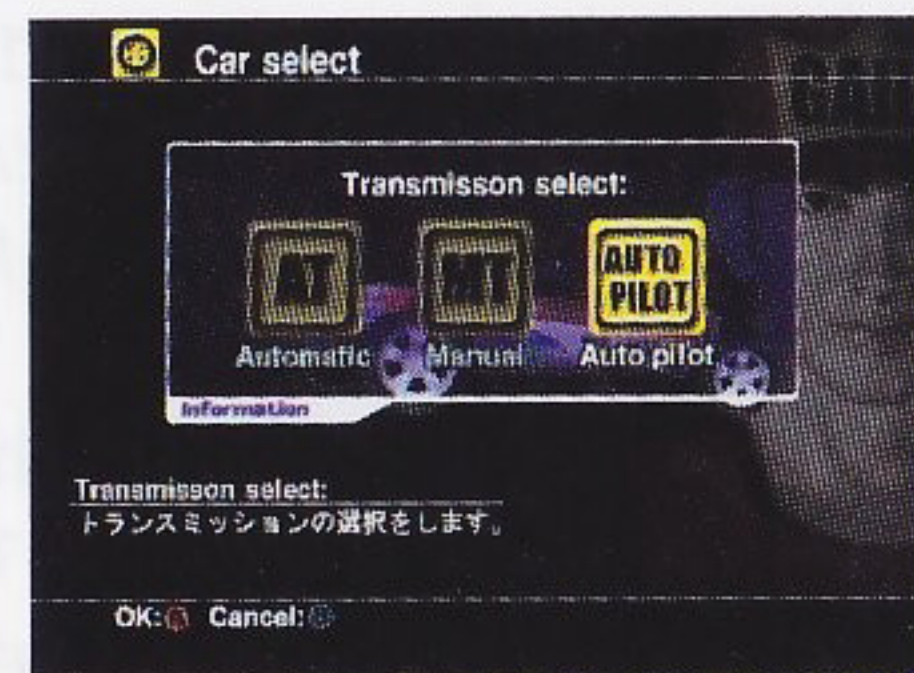 Car select
Transmisson select:
AT MT AUTO PILOT
Automatic Manual Auto pilot
Information
Transmisson select:
トランスミッションの選択をします。
OK: Cancel: